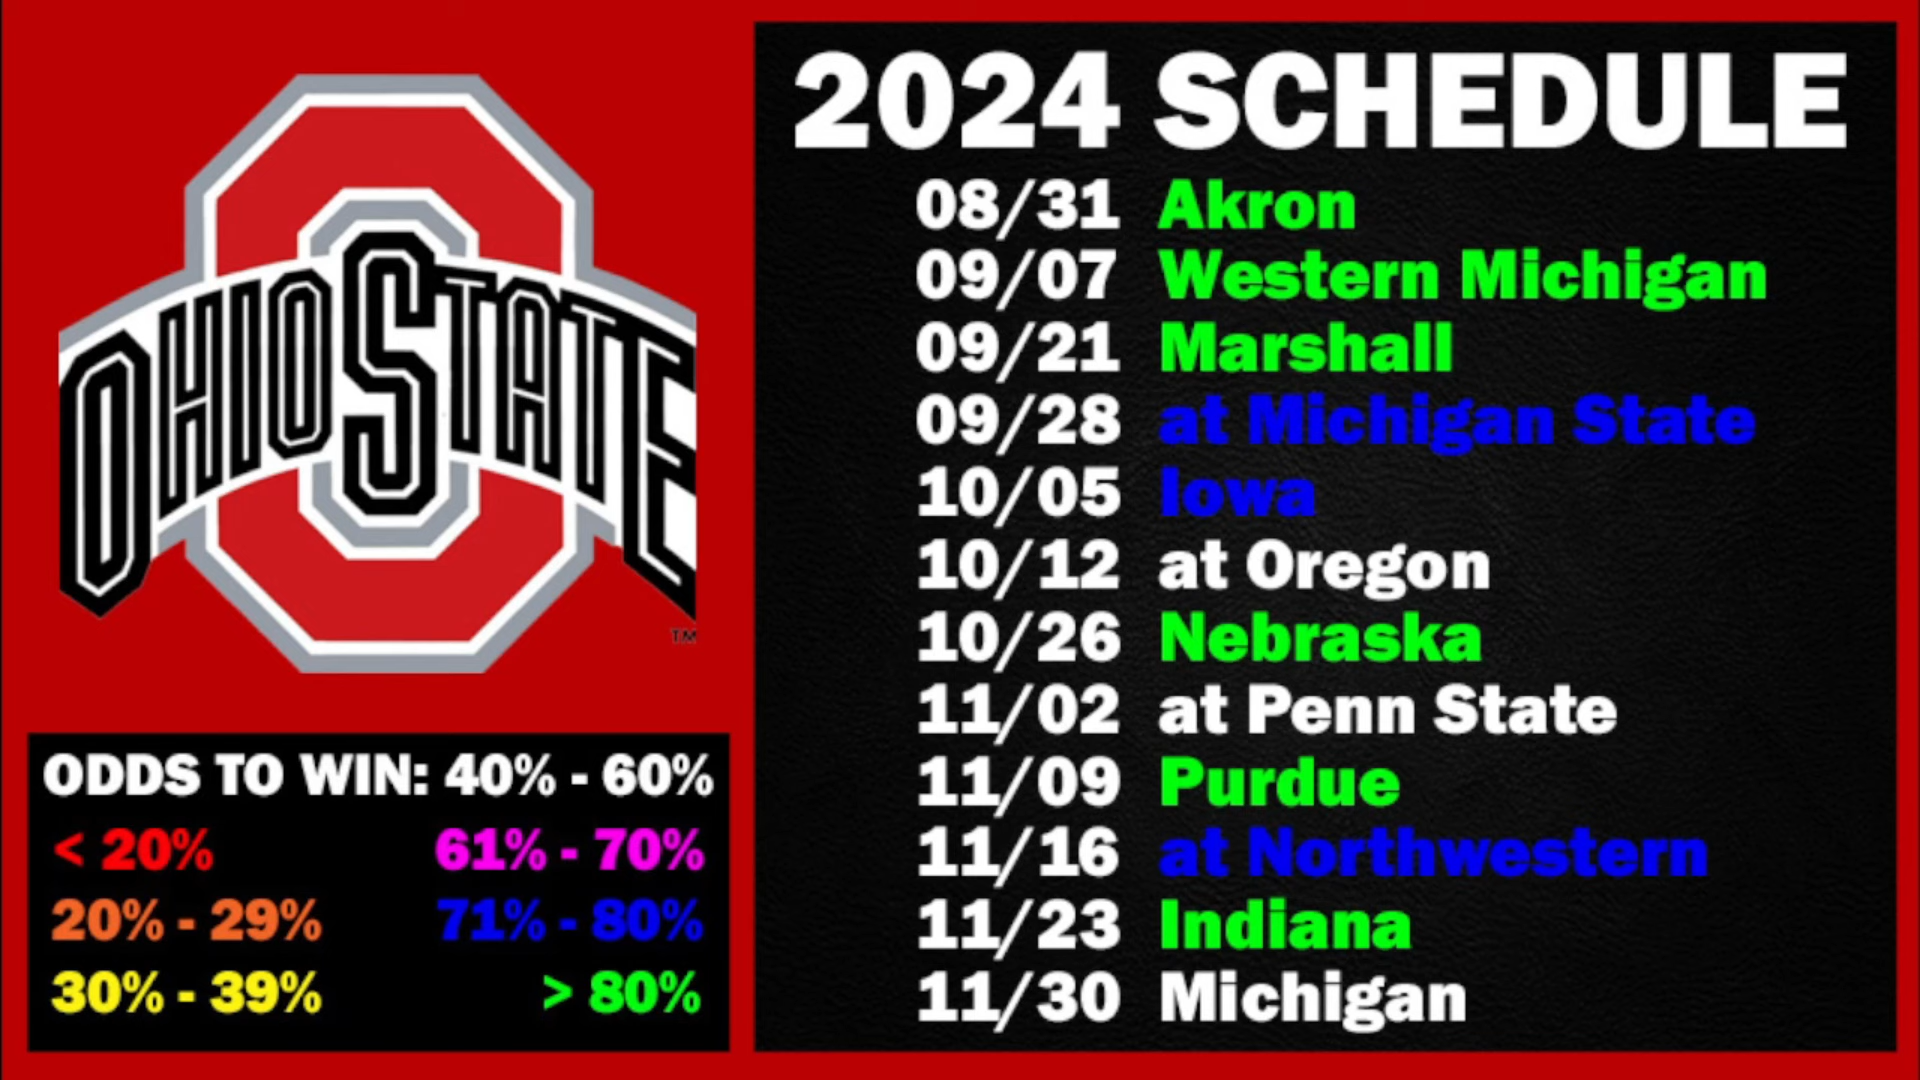 OHIO STATE
TM
ODDS TO WIN: 40% - 60%
< 20% 61% - 70%
20% - 29% 71% - 80%
30% - 39% > 80%
2024 SCHEDULE
08/31 Akron
09/07 Western Michigan
09/21 Marshall
09/28 at Michigan State
10/05 Iowa
10/12 at Oregon
10/26 Nebraska
11/02 at Penn State
11/09 Purdue
11/16 at Northwestern
11/23 Indiana
11/30 Michigan